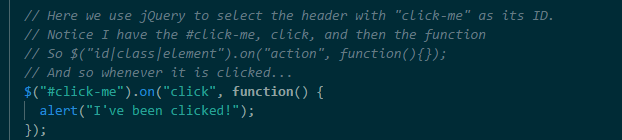 // Here we use jQuery to select the header with "click-me" as its ID.
// Notice I have the #click-me, click, and then the function
// So $("id|class|element").on("action", function(){});
// And so whenever it is clicked...
$("#click-me").on("click", function() {
  alert("I've been clicked!");
});